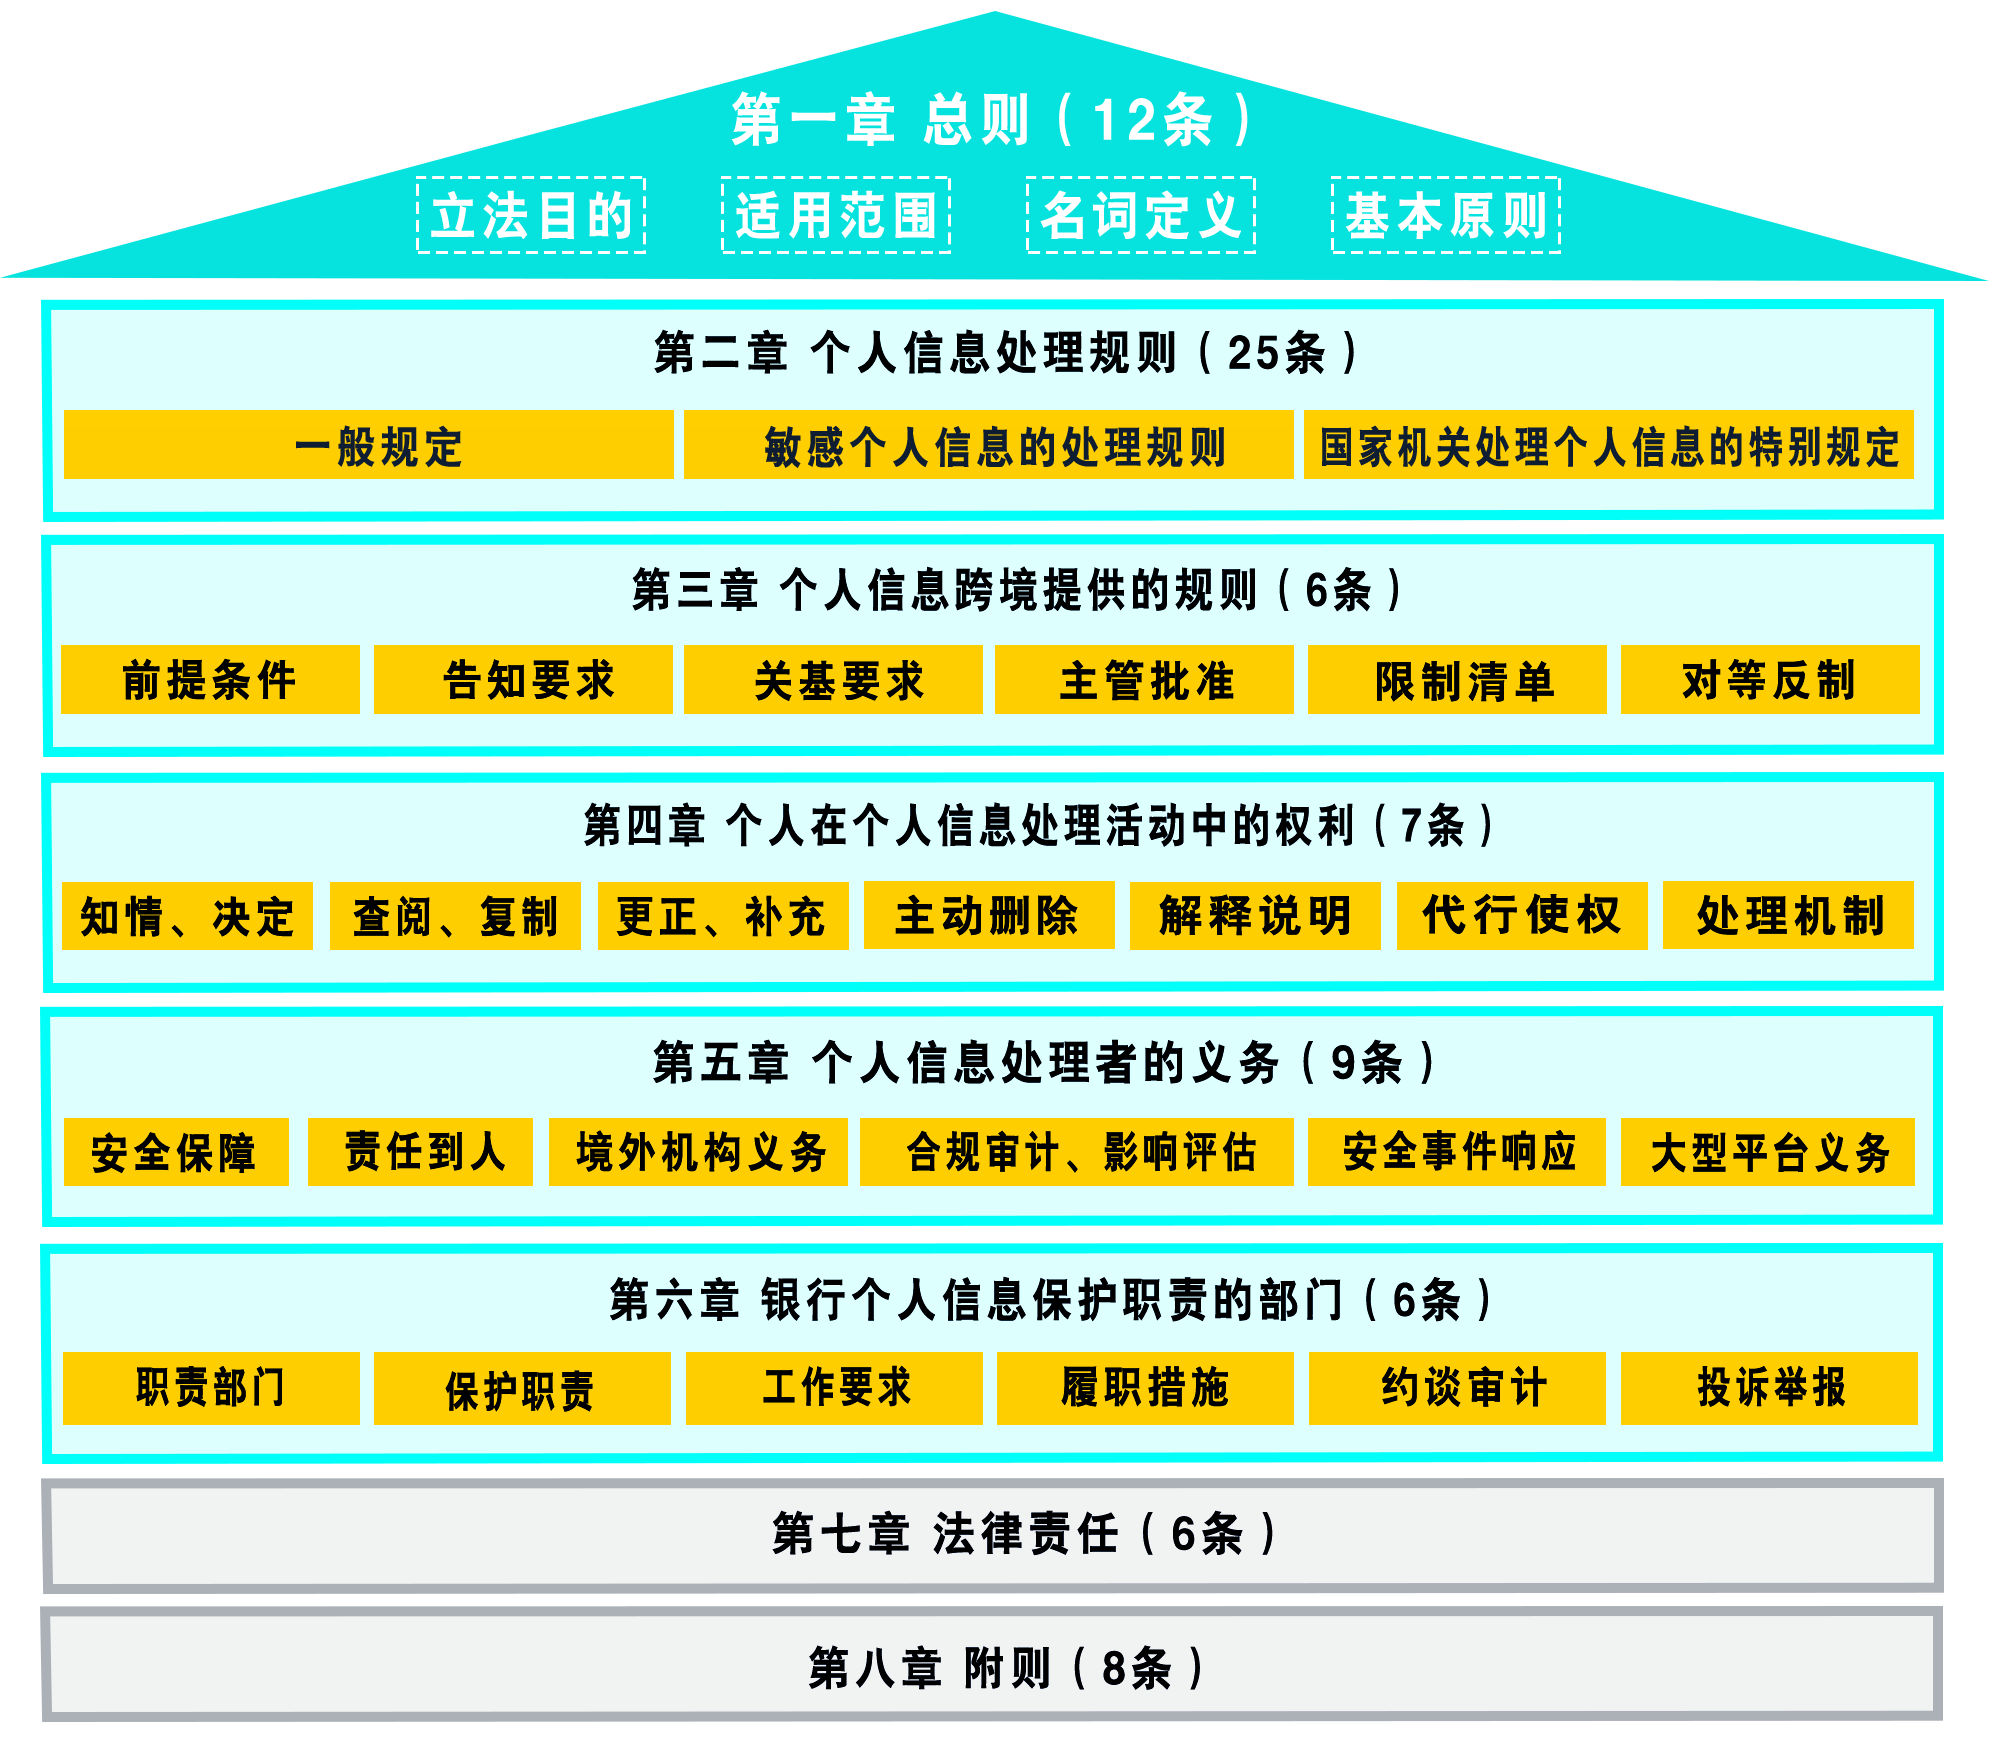 第一章 总则（12条）
立法目的 适用范围 名词定义 基本原则
第二章 个人信息处理规则（25条）
一般规定 敏感个人信息的处理规则 国家机关处理个人信息的特别规定
第三章 个人信息跨境提供的规则（6条）
前提条件 告知要求 关基要求 主管批准 限制清单 对等反制
第四章 个人在个人信息处理活动中的权利（7条）
知情、决定 查阅、复制 更正、补充 主动删除 解释说明 代行使权 处理机制
第五章 个人信息处理者的义务（9条）
安全保障 责任到人 境外机构义务 合规审计、影响评估 安全事件响应 大型平台义务
第六章 银行个人信息保护职责的部门（6条）
职责部门 保护职责 工作要求 履职措施 约谈审计 投诉举报
第七章 法律责任（6条）
第八章 附则（8条）